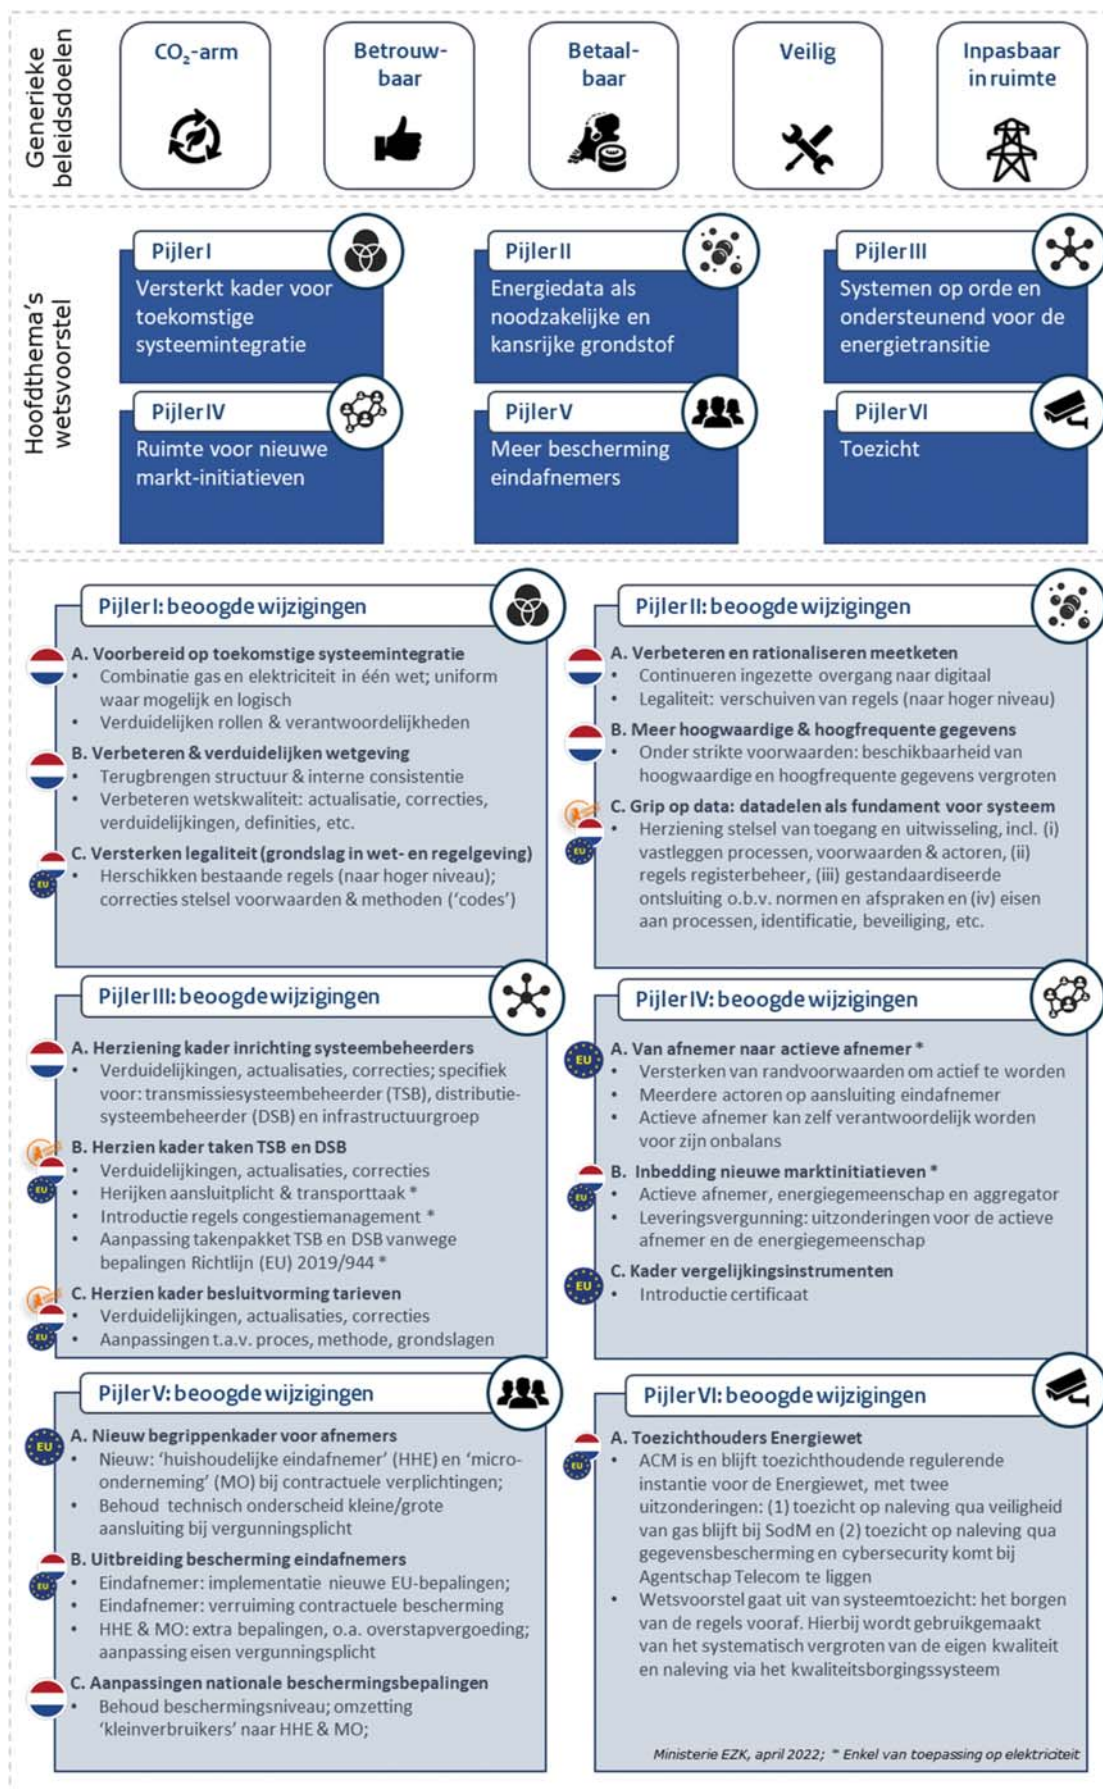 Generieke
beleidsdoelen
CO₂-arm
Betrouw-
baar
Betaal-
baar
Veilig
Inpasbaar
in ruimte
Hoofdthema's
wetsvoorstel
Pijler I
Versterkt kader voor
toekomstige
systeemintegratie
Pijler II
Energiedata als
noodzakelijke en
kansrijke grondstof
Pijler III
Systemen op orde en
ondersteunend voor de
energietransitie
Pijler IV
Ruimte voor nieuwe
markt-initiatieven
Pijler V
Meer bescherming
eindafnemers
Pijler VI
Toezicht
Pijler I: beoogde wijzigingen
A. Voorbereid op toekomstige systeemintegratie
• Combinatie gas en elektriciteit in één wet; uniform
waar mogelijk en logisch
• Verduidelijken rollen & verantwoordelijkheden
B. Verbeteren & verduidelijken wetgeving
• Terugbrengen structuur & interne consistentie
• Verbeteren wetskwaliteit: actualisatie, correcties,
verduidelijkingen, definities, etc.
EU
C. Versterken legaliteit (grondslag in wet- en regelgeving)
• Herschikken bestaande regels (naar hoger niveau);
correcties stelsel voorwaarden & methoden ('codes')
Pijler II: beoogde wijzigingen
A. Verbeteren en rationaliseren meetketen
• Continueren ingezette overgang naar digitaal
• Legaliteit: verschuiven van regels (naar hoger niveau)
B. Meer hoogwaardige & hoogfrequente gegevens
• Onder strikte voorwaarden: beschikbaarheid van
hoogwaardige en hoogfrequente gegevens vergroten
EU
C. Grip op data: datadelen als fundament voor systeem
• Herziening stelsel van toegang en uitwisseling, incl. (i)
vastleggen processen, voorwaarden & actoren, (ii)
regels registerbeheer, (iii) gestandaardiseerde
ontsluiting o.b.v. normen en afspraken en (iv) eisen
aan processen, identificatie, beveiliging, etc.
Pijler III: beoogde wijzigingen
A. Herziening kader inrichting systeembeheerders
• Verduidelijkingen, actualisaties, correcties; specifiek
voor: transmissiesysteembeheerder (TSB), distributie-
systeembeheerder (DSB) en infrastructuurgroep
EU
B. Herzien kader taken TSB en DSB
• Verduidelijkingen, actualisaties, correcties
• Herijken aansluitplicht & transporttaak *
• Introductie regels congestiemanagement *
• Aanpassing takenpakket TSB en DSB vanwege
bepalingen Richtlijn (EU) 2019/944 *
EU
C. Herzien kader besluitvorming tarieven
• Verduidelijkingen, actualisaties, correcties
• Aanpassingen t.a.v. proces, methode, grondslagen
Pijler IV: beoogde wijzigingen
EU
A. Van afnemer naar actieve afnemer *
• Versterken van randvoorwaarden om actief te worden
• Meerdere actoren op aansluiting eindafnemer
• Actieve afnemer kan zelf verantwoordelijk worden
voor zijn onbalans
EU
B. Inbedding nieuwe marktinitiatieven *
• Actieve afnemer, energiegemeenschap en aggregator
• Leveringsvergunning: uitzonderingen voor de actieve
afnemer en de energiegemeenschap
EU
C. Kader vergelijkingsinstrumenten
• Introductie certificaat
Pijler V: beoogde wijzigingen
EU
A. Nieuw begrippenkader voor afnemers
• Nieuw: 'huishoudelijke eindafnemer' (HHE) en 'micro-
onderneming' (MO) bij contractuele verplichtingen;
• Behoud technisch onderscheid kleine/grote
aansluiting bij vergunningsplicht
EU
B. Uitbreiding bescherming eindafnemers
• Eindafnemer: implementatie nieuwe EU-bepalingen;
• Eindafnemer: verruiming contractuele bescherming
• HHE & MO: extra bepalingen, o.a. overstapvergoeding;
aanpassing eisen vergunningsplicht
C. Aanpassingen nationale beschermingsbepalingen
• Behoud beschermingsniveau; omzetting
'kleinverbruikers' naar HHE & MO;
Pijler VI: beoogde wijzigingen
EU
A. Toezichthouders Energiewet
• ACM is en blijft toezichthoudende regulerende
instantie voor de Energiewet, met twee
uitzonderingen: (1) toezicht op naleving qua veiligheid
van gas blijft bij SodM en (2) toezicht op naleving qua
gegevensbescherming en cybersecurity komt bij
Agentschap Telecom te liggen
• Wetsvoorstel gaat uit van systeemtoezicht: het borgen
van de regels vooraf. Hierbij wordt gebruikgemaakt
van het systematisch vergroten van de eigen kwaliteit
en naleving via het kwaliteitsborgingssysteem
Ministerie EZK, april 2022; * Enkel van toepassing op elektriciteit